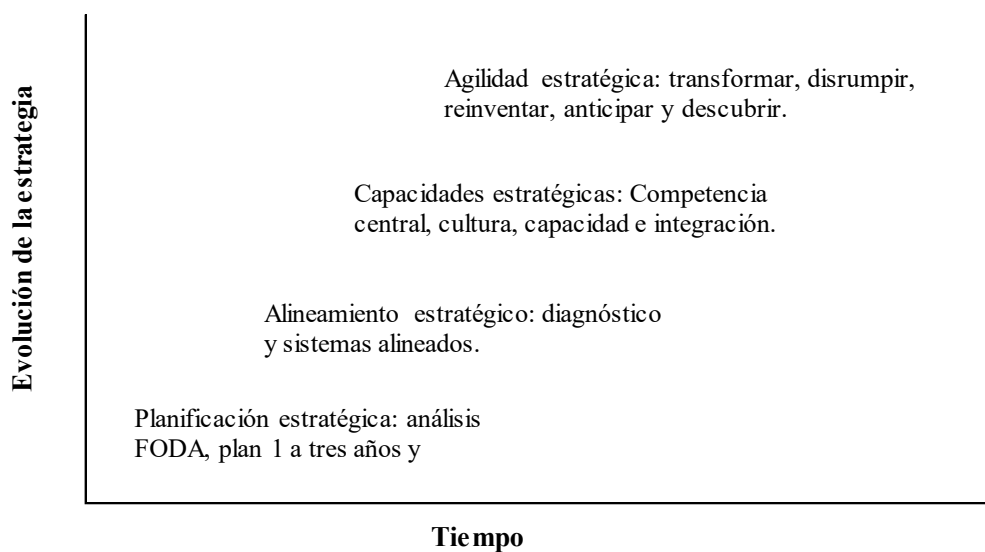 Evolución de la estrategia
Agilidad estratégica: transformar, disrumpir,
reinventar, anticipar y descubrir.
Capacidades estratégicas: Competencia
central, cultura, capacidad e integración.
Alineamiento estratégico: diagnóstico
y sistemas alineados.
Planificación estratégica: análisis
FODA, plan 1 a tres años y
Tiempo